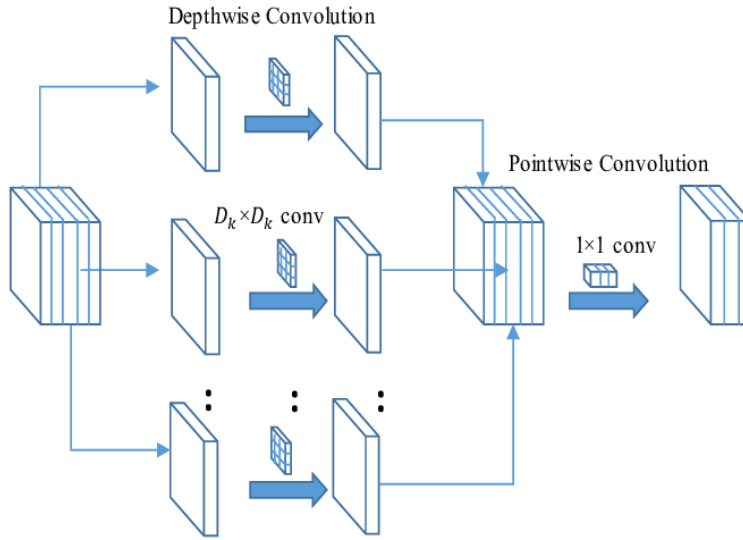 Depthwise Convolution
Pointwise Convolution
D_k×D_k conv
1×1 conv